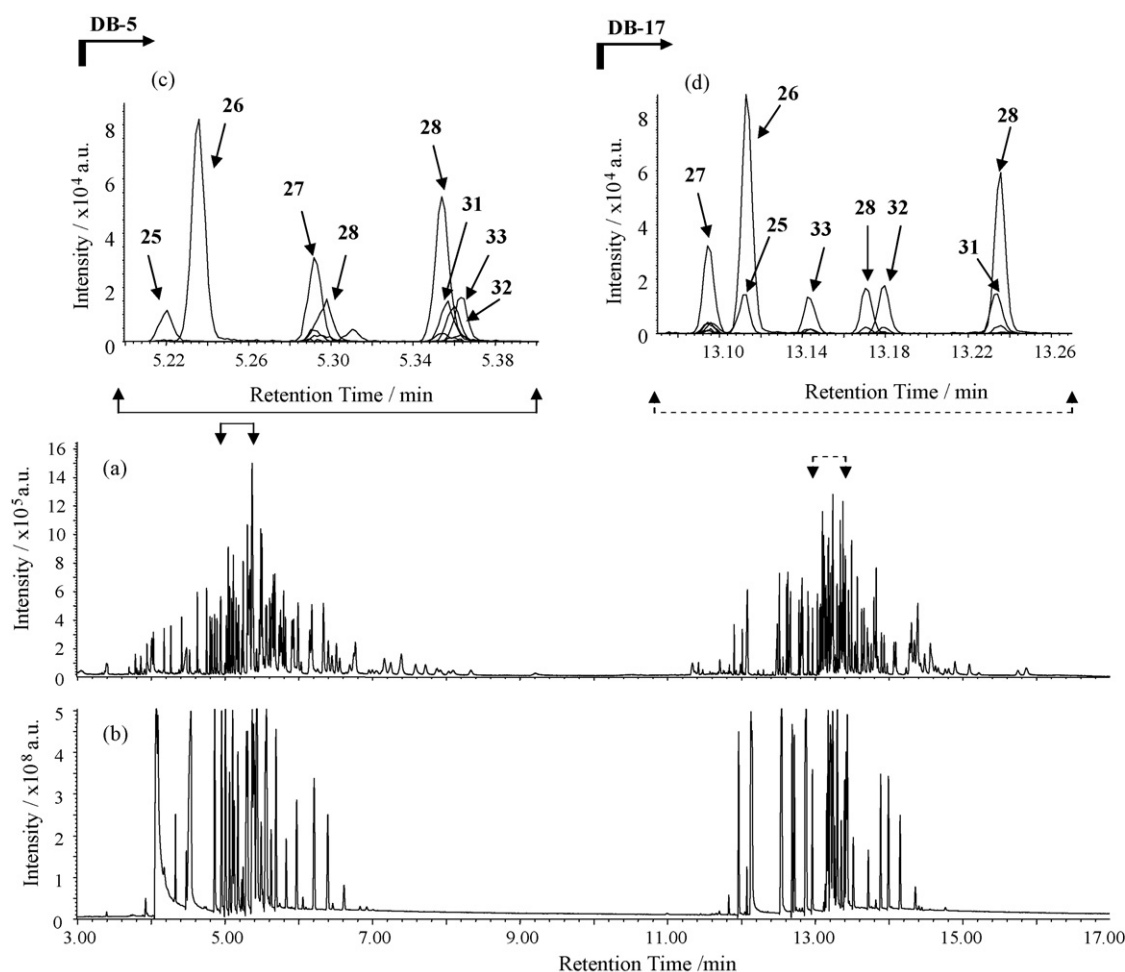 DB-5
DB-17
(c)
26
28
27
31
28
33
25
32
8
6
4
2
0
Intensity / x10⁴ a.u.
5.22 5.26 5.30 5.34 5.38
Retention Time / min
(d)
26
28
27
25
33
28
32
31
8
6
4
2
0
Intensity / x10⁴ a.u.
13.10 13.14 13.18 13.22 13.26
Retention Time / min
(a)
16
14
12
10
8
6
4
2
0
Intensity / x10⁵ a.u.
(b)
5
4
3
2
1
0
Intensity / x10⁸ a.u.
3.00 5.00 7.00 9.00 11.00 13.00 15.00 17.00
Retention Time /min